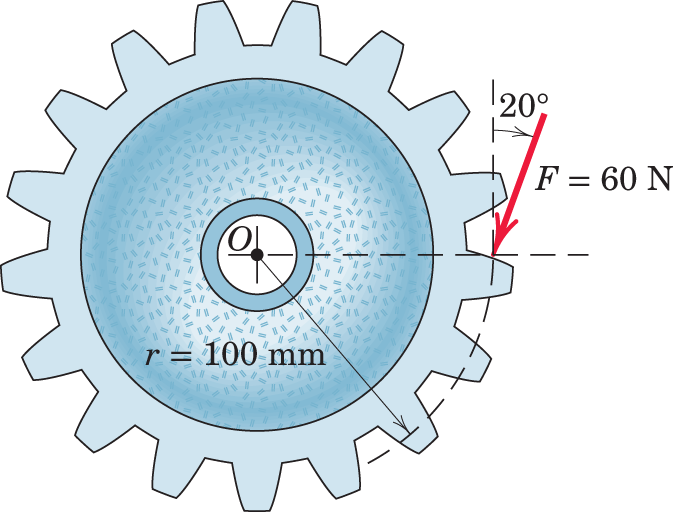 20°
F = 60 N
O
r = 100 mm